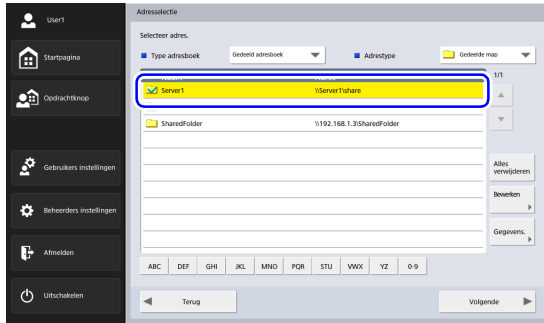 User1
Startpagina
Opdrachtknop
Gebruikers instellingen
Beheerders instellingen
Afmelden
Uitschakelen
Adresselectie
Selecteer adres.
Type adresboek
Gedeeld adresboek
Adrestype
Gedeelde map
1/1
Server1 \\Server1\share
SharedFolder \\192.168.1.3\SharedFolder
Alles verwijderen
Bewerken
Gegevens.
ABC DEF GHI JKL MNO PQR STU VWX YZ 0-9
Terug
Volgende